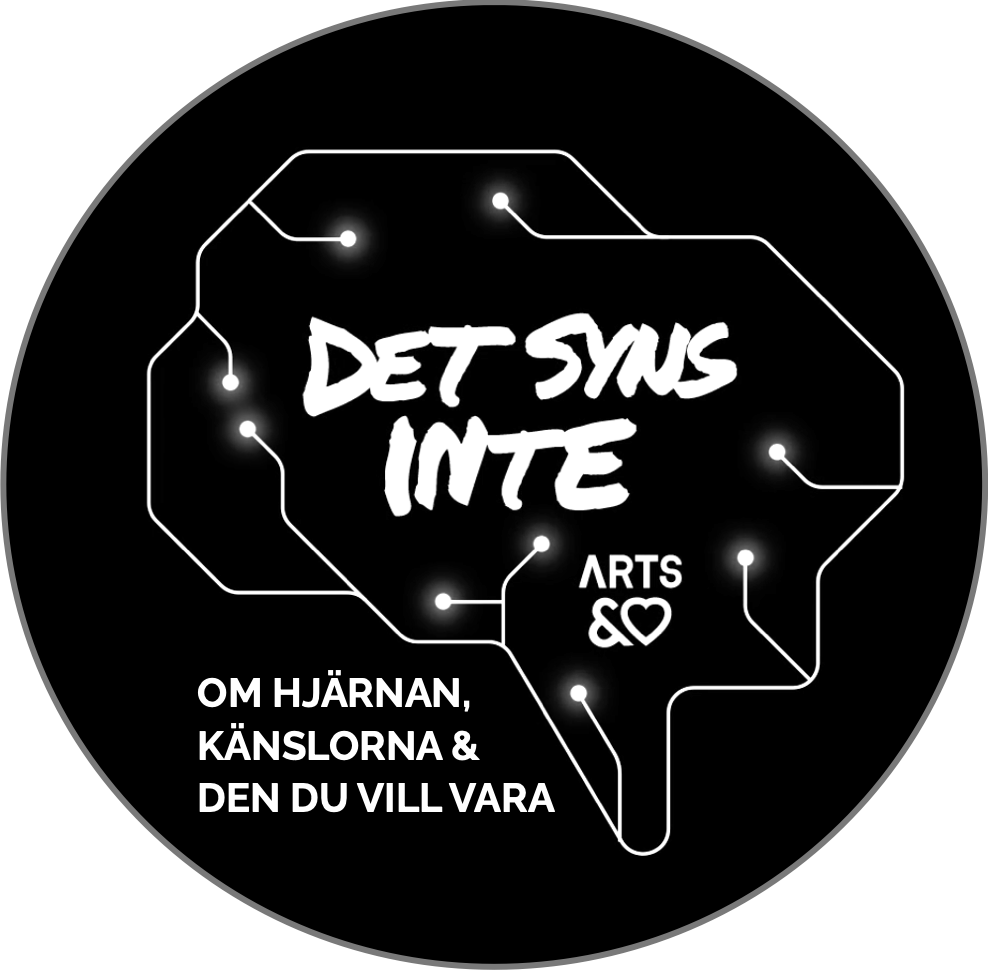 DET SYNS
INTE
ARTS
&♡
OM HJÄRNAN,
KÄNSLORNA &
DEN DU VILL VARA